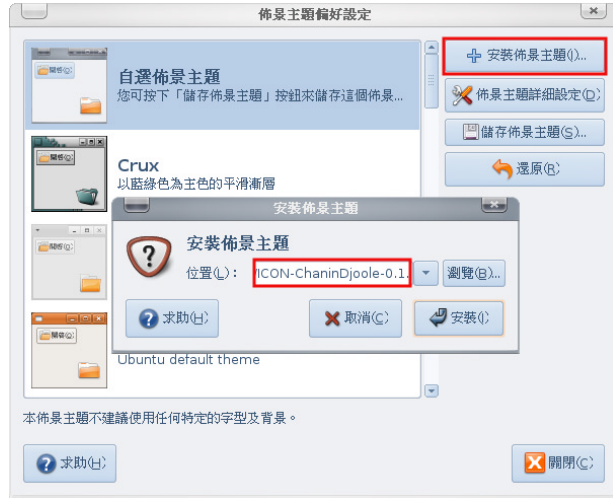 佈景主題偏好設定
自選佈景主題
您可按下「儲存佈景主題」按鈕來儲存這個佈景...
安裝佈景主題(I)...
佈景主題詳細設定(D)
儲存佈景主題(S)...
還原(R)
Crux
以藍綠色為主色的平滑漸層
安裝佈景主題
安裝佈景主題
位置(L)： /ICON-ChaninDjoole-0.1.
瀏覽(B)...
求助(H)
取消(C)
安裝(I)
Ubuntu default theme
本佈景主題不建議使用任何特定的字型及背景。
求助(H)
關閉(C)